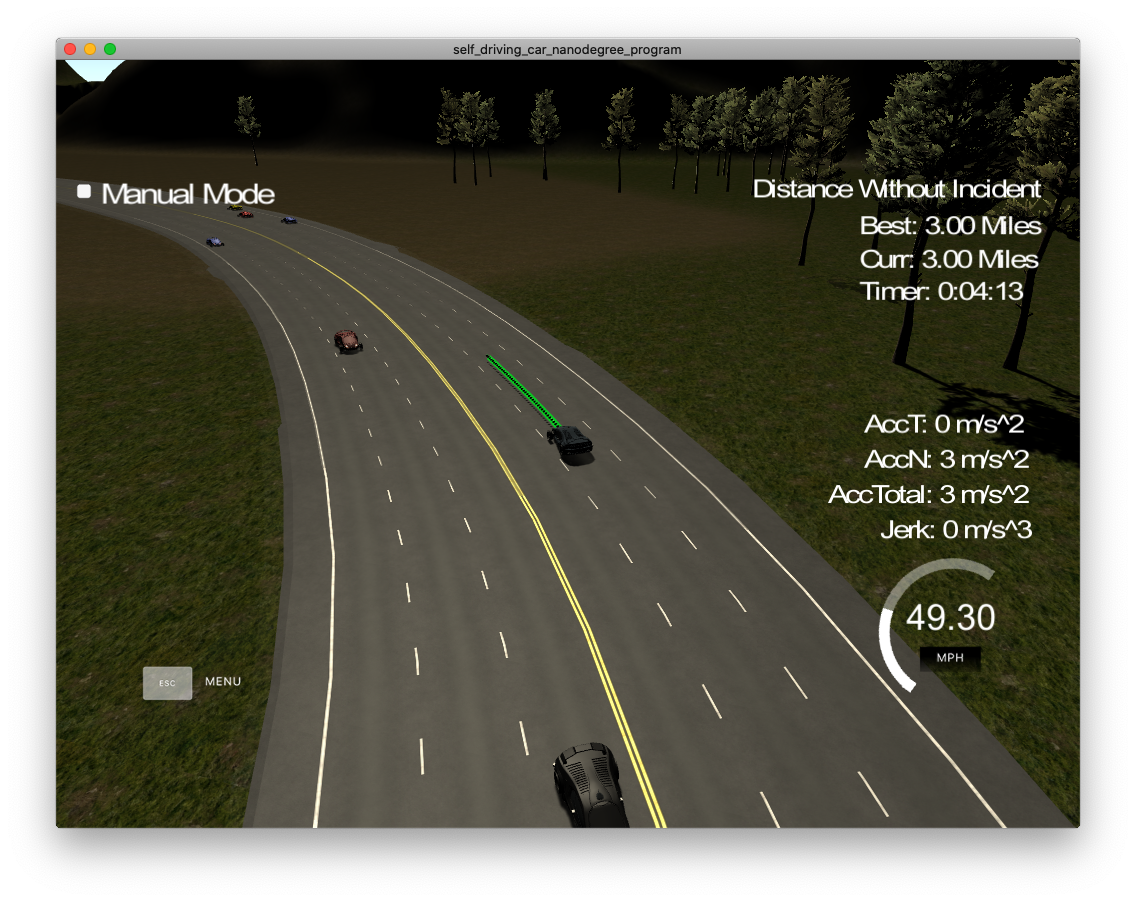 self_driving_car_nanodegree_program
Manual Mode
Distance Without Incident
Best: 3.00 Miles
Curr: 3.00 Miles
Timer: 0:04:13
AccT: 0 m/s^2
AccN: 3 m/s^2
AccTotal: 3 m/s^2
Jerk: 0 m/s^3
49.30
MPH
ESC MENU